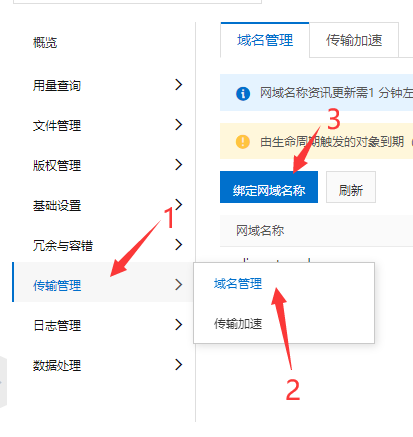 概览
用量查询
文件管理
版权管理
基础设置
冗余与容错
传输管理
日志管理
数据处理
域名管理
传输加速
网域名称资讯更新需1 分钟左
由生命周期触发的对象到期（
绑定网域名称
刷新
网域名称
域名管理
传输加速
1
2
3